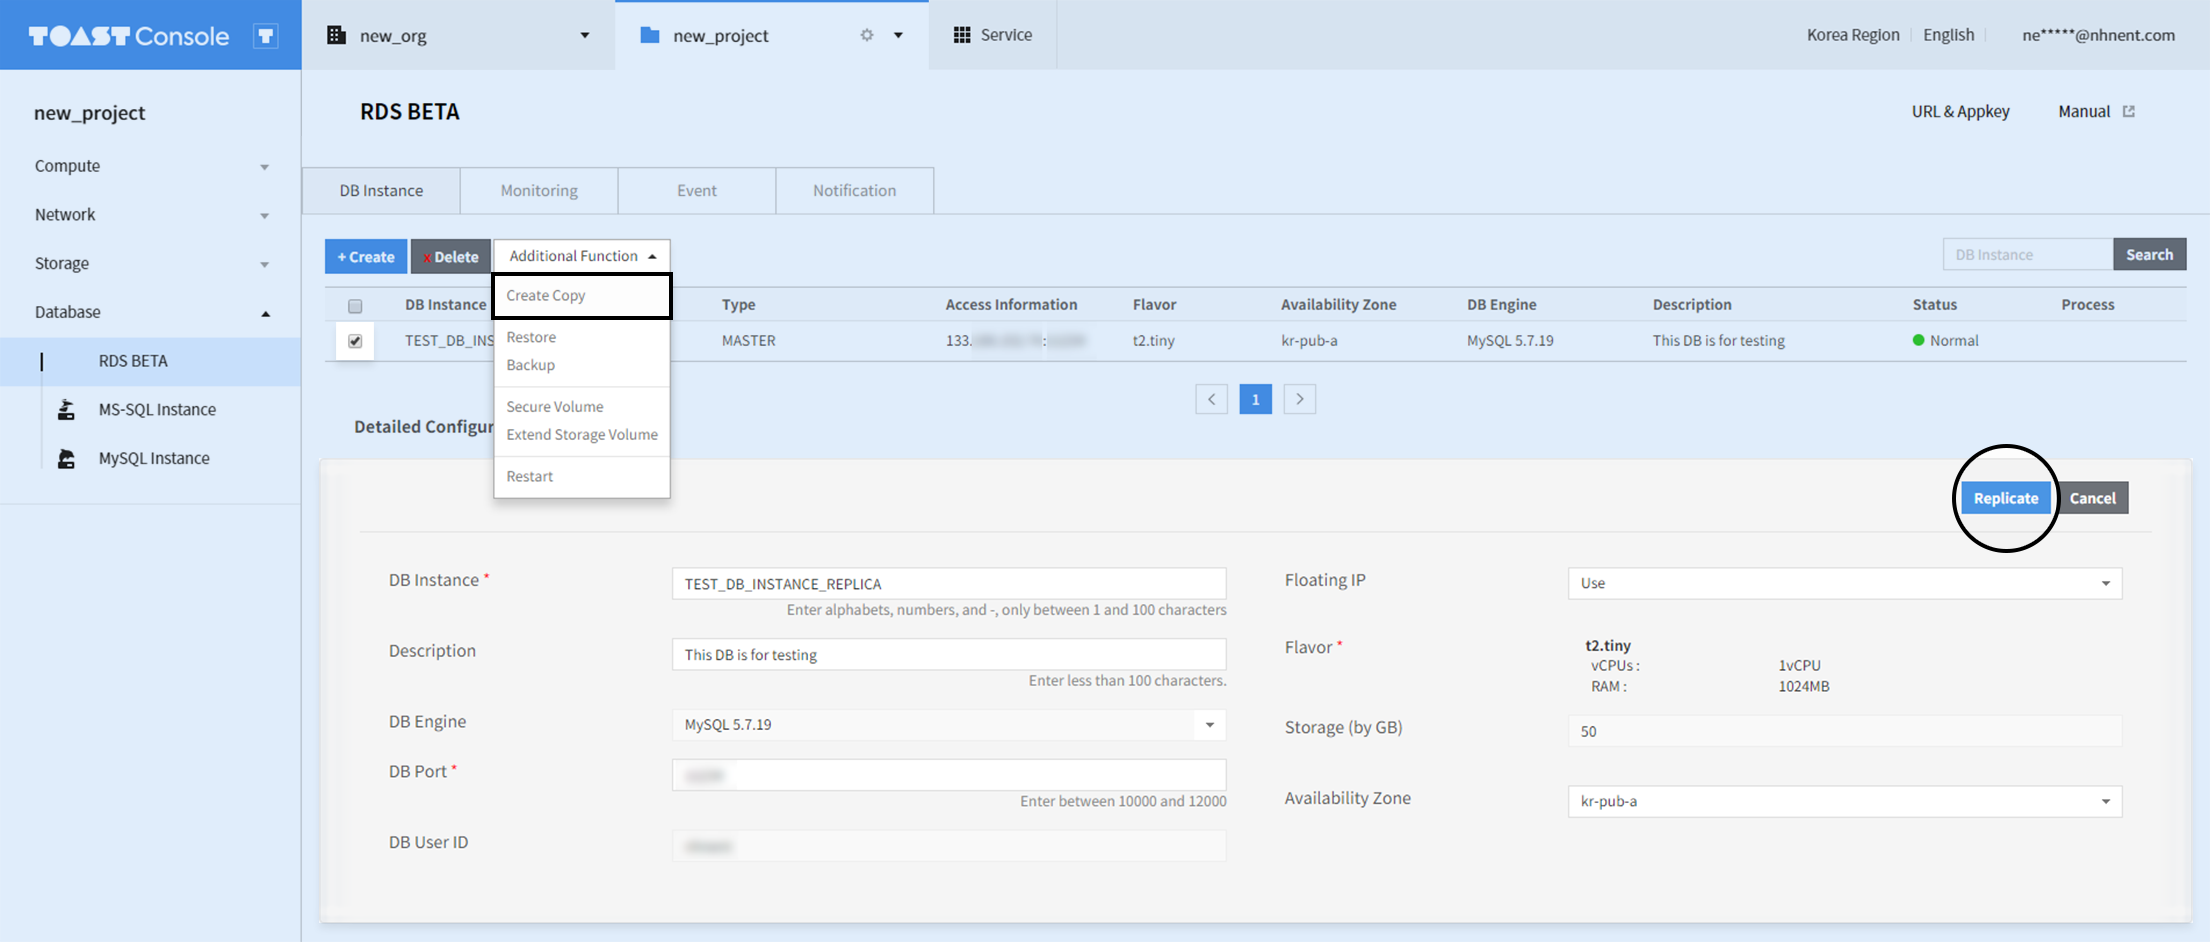 TOAST Console T
new_org
new_project
Service
Korea Region
English
ne*****@nhnent.com
new_project
Compute
Network
Storage
Database
RDS BETA
MS-SQL Instance
MySQL Instance
RDS BETA
URL & Appkey
Manual
DB Instance
Monitoring
Event
Notification
+ Create
x Delete
Additional Function
DB Instance
Search
Create Copy
Restore
Backup
Secure Volume
Extend Storage Volume
Restart
DB Instance Type Access Information Flavor Availability Zone DB Engine Description Status Process
TEST_DB_INS MASTER 133. : t2.tiny kr-pub-a MySQL 5.7.19 This DB is for testing Normal
< 1 >
Detailed Configur
Replicate
Cancel
DB Instance *
TEST_DB_INSTANCE_REPLICA
Enter alphabets, numbers, and -, only between 1 and 100 characters
Description
This DB is for testing
Enter less than 100 characters.
DB Engine
MySQL 5.7.19
DB Port *
Enter between 10000 and 12000
DB User ID
Floating IP
Use
Flavor *
t2.tiny
vCPUs : 1vCPU
RAM : 1024MB
Storage (by GB)
50
Availability Zone
kr-pub-a